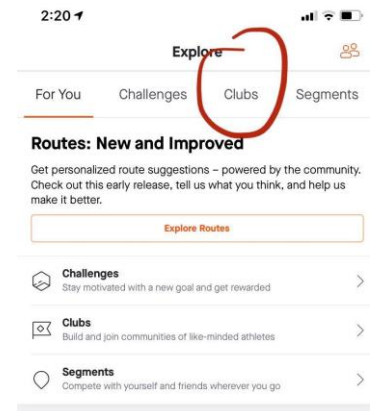 2:20
Explore
For You Challenges Clubs Segments
Routes: New and Improved
Get personalized route suggestions – powered by the community.
Check out this early release, tell us what you think, and help us
make it better.
Explore Routes
Challenges
Stay motivated with a new goal and get rewarded
Clubs
Build and join communities of like-minded athletes
Segments
Compete with yourself and friends wherever you go